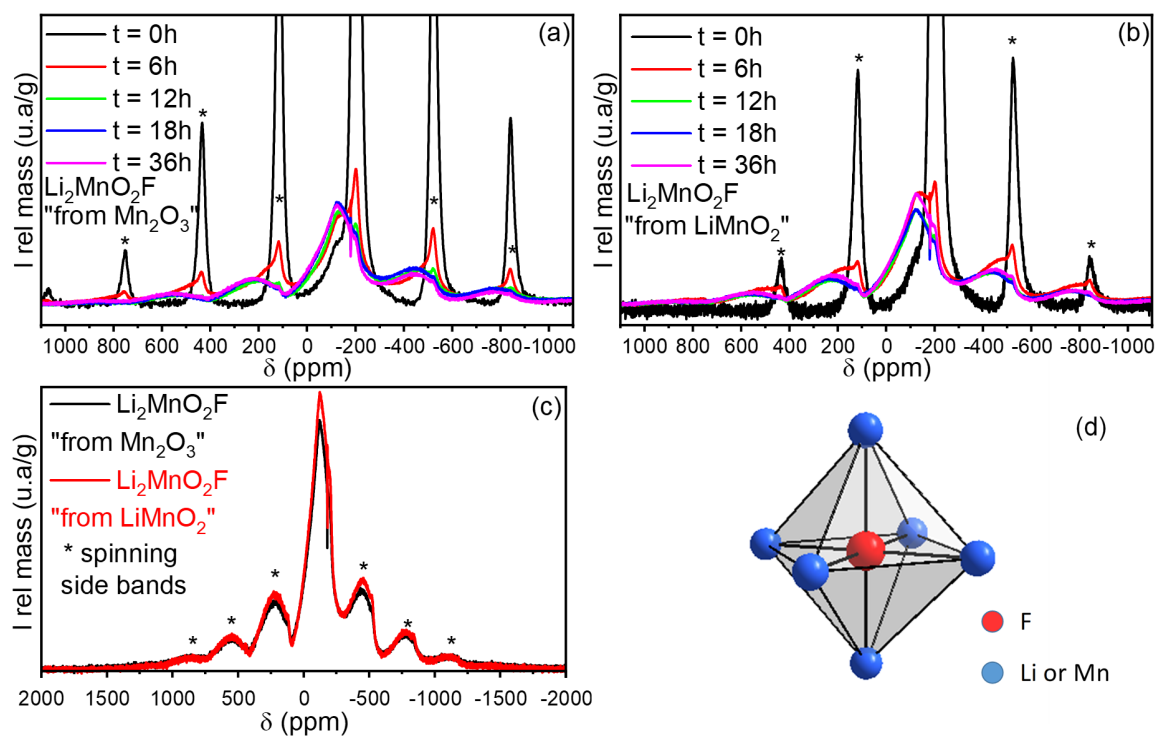 (a)
t = 0h
t = 6h
t = 12h
t = 18h
t = 36h
Li₂MnO₂F
"from Mn₂O₃"
* * * * *
I rel mass (u.a/g)
1000 800 600 400 200 0 -200 -400 -600 -800 -1000
δ (ppm)
(b)
t = 0h
t = 6h
t = 12h
t = 18h
t = 36h
Li₂MnO₂F
"from LiMnO₂"
* * * *
I rel mass (u.a/g)
1000 800 600 400 200 0 -200 -400 -600 -800 -1000
δ (ppm)
(c)
Li₂MnO₂F
"from Mn₂O₃"
Li₂MnO₂F
"from LiMnO₂"
* spinning
side bands
* * * * * *
I rel mass (u.a/g)
2000 1500 1000 500 0 -500 -1000 -1500 -2000
δ (ppm)
(d)
F
Li or Mn